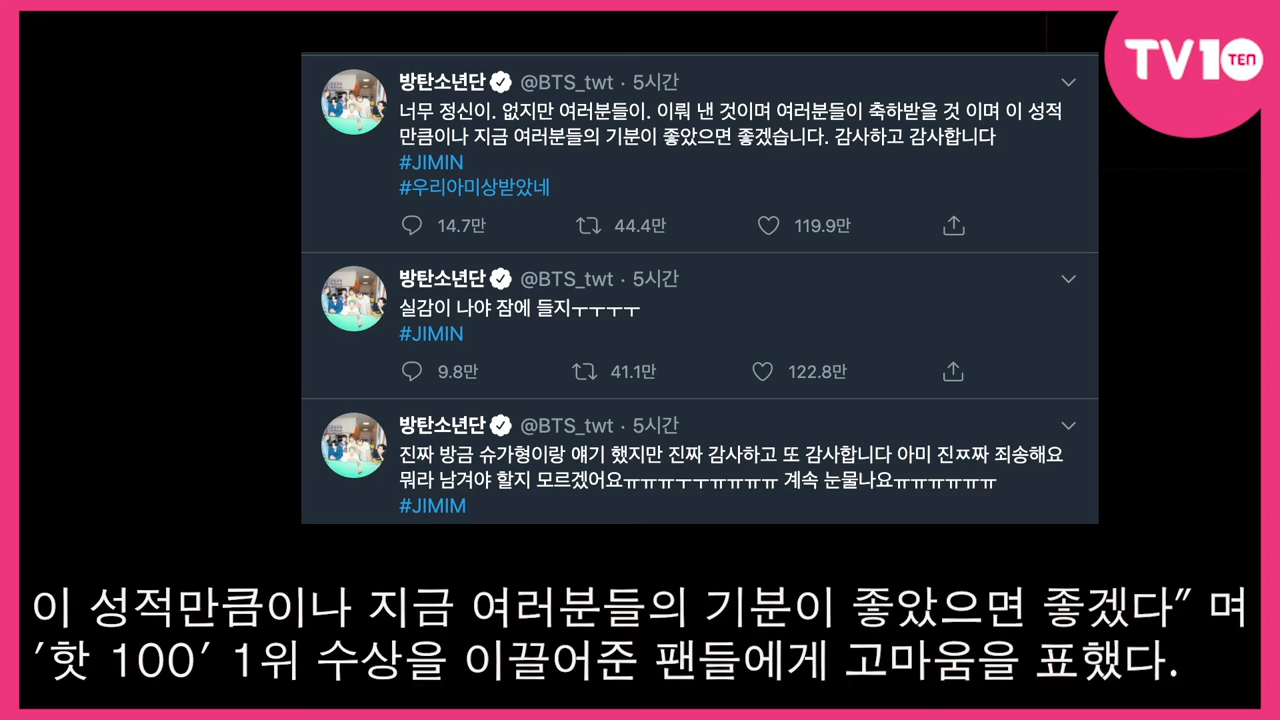 TV10
TEN
방탄소년단 @BTS_twt · 5시간
너무 정신이. 없지만 여러분들이. 이뤄 낸 것이며 여러분들이 축하받을 것 이며 이 성적
만큼이나 지금 여러분들의 기분이 좋았으면 좋겠습니다. 감사하고 감사합니다
#JIMIN
#우리아미상받았네
14.7만 44.4만 119.9만
방탄소년단 @BTS_twt · 5시간
실감이 나야 잠에 들지ㅜㅜㅜㅜ
#JIMIN
9.8만 41.1만 122.8만
방탄소년단 @BTS_twt · 5시간
진짜 방금 슈가형이랑 얘기 했지만 진짜 감사하고 또 감사합니다 아미 진ㅉ짜 죄송해요
뭐라 남겨야 할지 모르겠어요ㅠㅠㅠㅜㅜㅠㅠㅠㅠ 계속 눈물나요ㅠㅠㅠㅠㅠㅠ
#JIMIM
이 성적만큼이나 지금 여러분들의 기분이 좋았으면 좋겠다” 며
′핫 100′ 1위 수상을 이끌어준 팬들에게 고마움을 표했다.